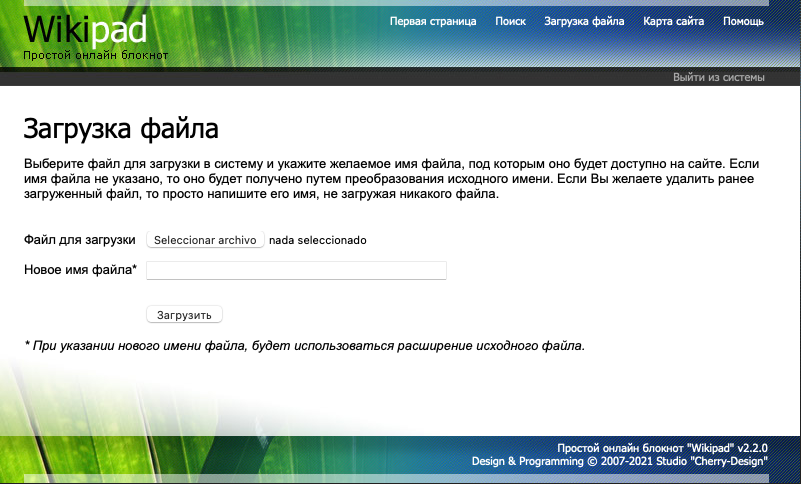 Wikipad
Простой онлайн блокнот
Первая страница Поиск Загрузка файла Карта сайта Помощь
Выйти из системы
Загрузка файла
Выберите файл для загрузки в систему и укажите желаемое имя файла, под которым оно будет доступно на сайте. Если
имя файла не указано, то оно будет получено путем преобразования исходного имени. Если Вы желаете удалить ранее
загруженный файл, то просто напишите его имя, не загружая никакого файла.
Файл для загрузки Seleccionar archivo nada seleccionado
Новое имя файла*
Загрузить
* При указании нового имени файла, будет использоваться расширение исходного файла.
Простой онлайн блокнот "Wikipad" v2.2.0
Design & Programming © 2007-2021 Studio "Cherry-Design"